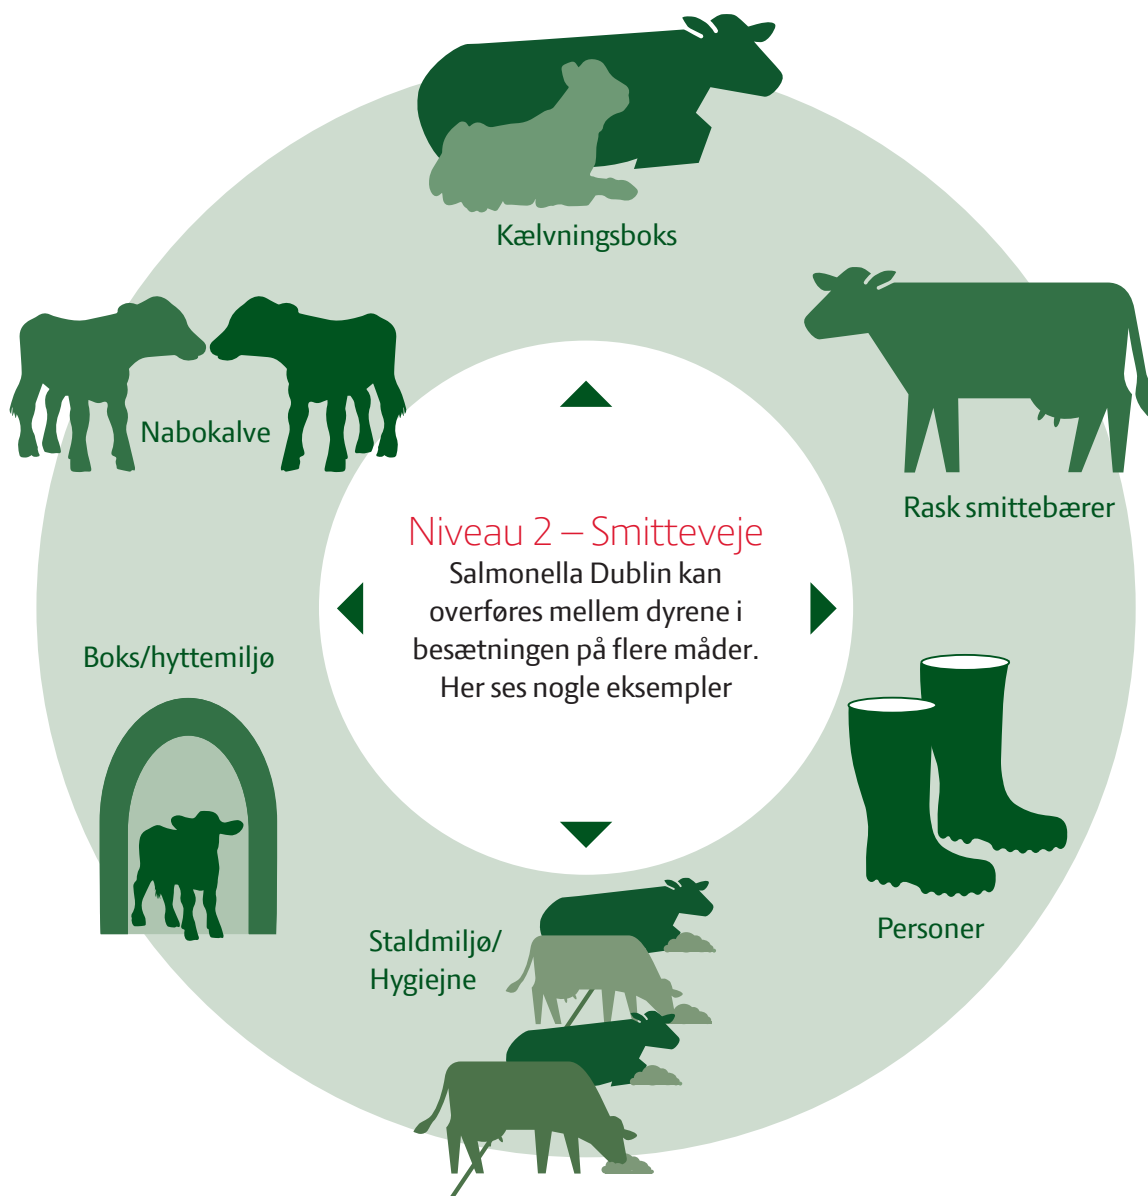 Kælvningsboks
Nabokalve
Rask smittebærer
Niveau 2 – Smitteveje
Salmonella Dublin kan
overføres mellem dyrene i
besætningen på flere måder.
Her ses nogle eksempler
Boks/hyttemiljø
Personer
Staldmiljø/
Hygiejne